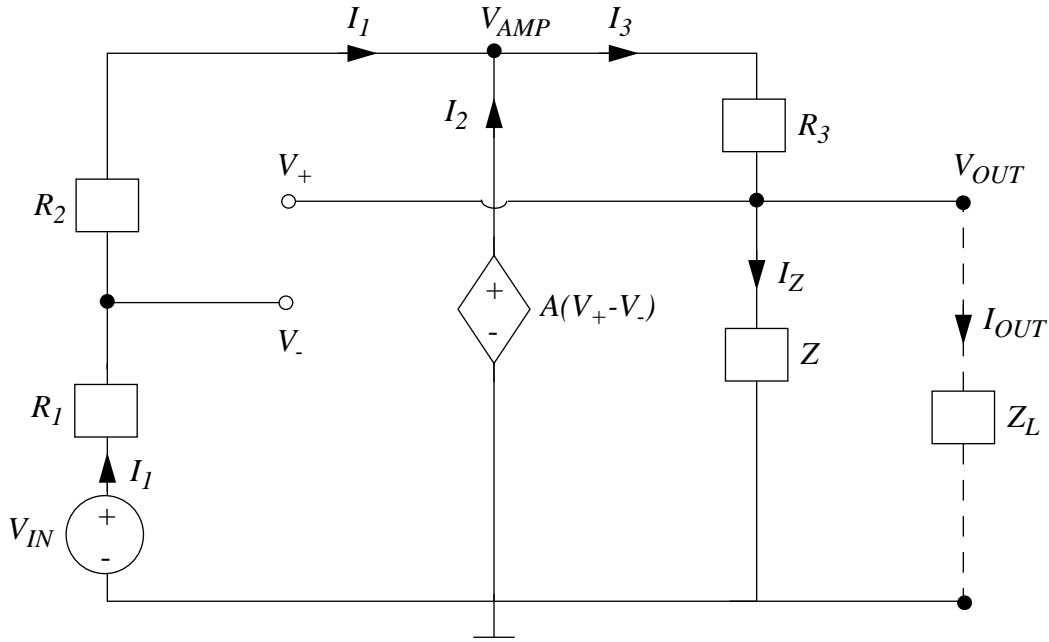 I1 VAMP I3
I2 R3
V+ VOUT
R2
IZ
+
- A(V+-V-)
IOUT
V-
Z
R1 ZL
I1
VIN + -